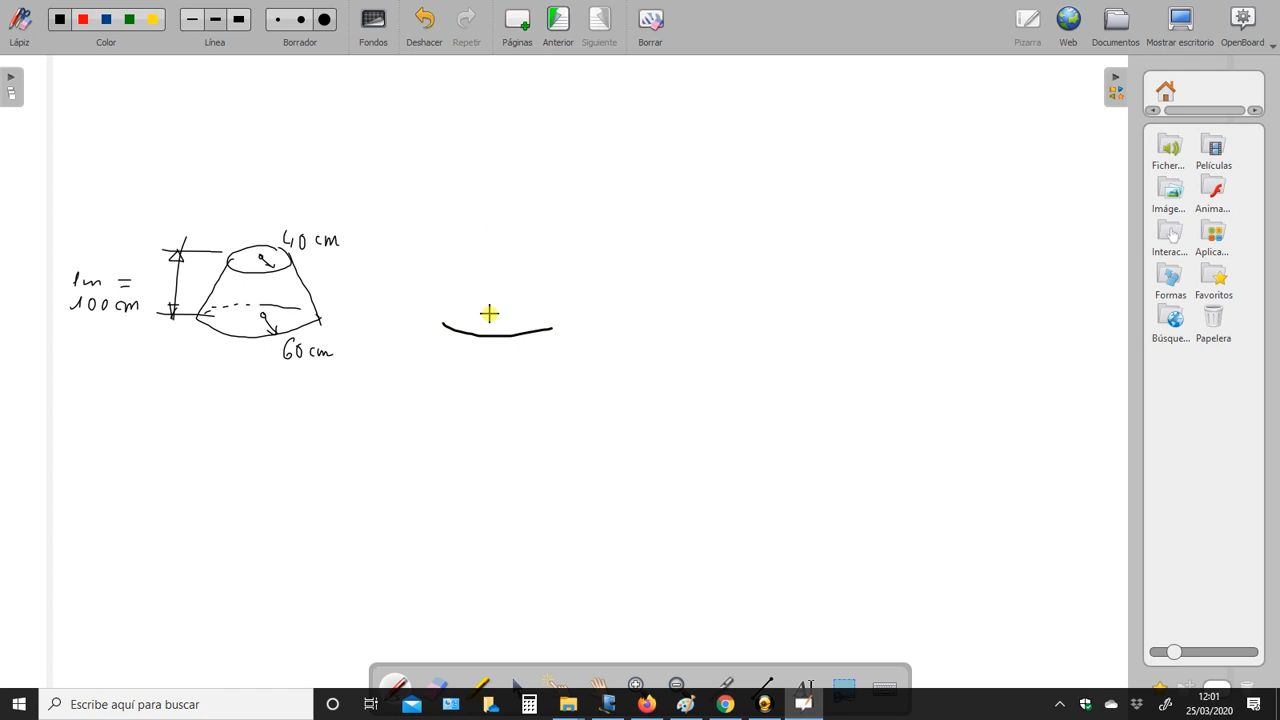 Lápiz
Color
Línea
Borrador
Fondos
Deshacer
Repetir
Páginas
Anterior
Siguiente
Borrar
Pizarra
Web
Documentos
Mostrar escritorio
OpenBoard
Ficher...
Películas
Imáge...
Anima...
Interac...
Aplica...
Formas
Favoritos
Búsque...
Papelera
40 cm
1m =
100 cm
60 cm
Escribe aquí para buscar
12:01
25/03/2020